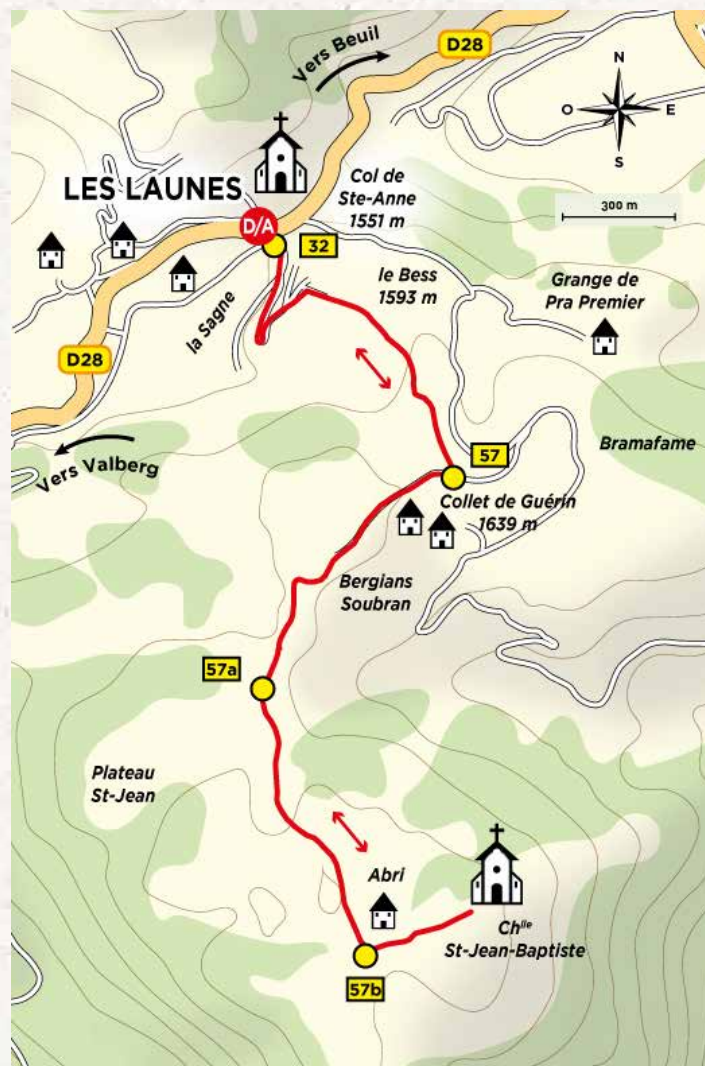 Vers Beuil
D28
N
O
E
S
LES LAUNES
Col de
Ste-Anne
1551 m
300 m
D/A
32
le Bess
1593 m
Grange de
Pra Premier
la Sagne
D28
Vers Valberg
57
Bramafame
Collet de Guérin
1639 m
Bergians
Soubran
57a
Plateau
St-Jean
Abri
Chlle
St-Jean-Baptiste
57b